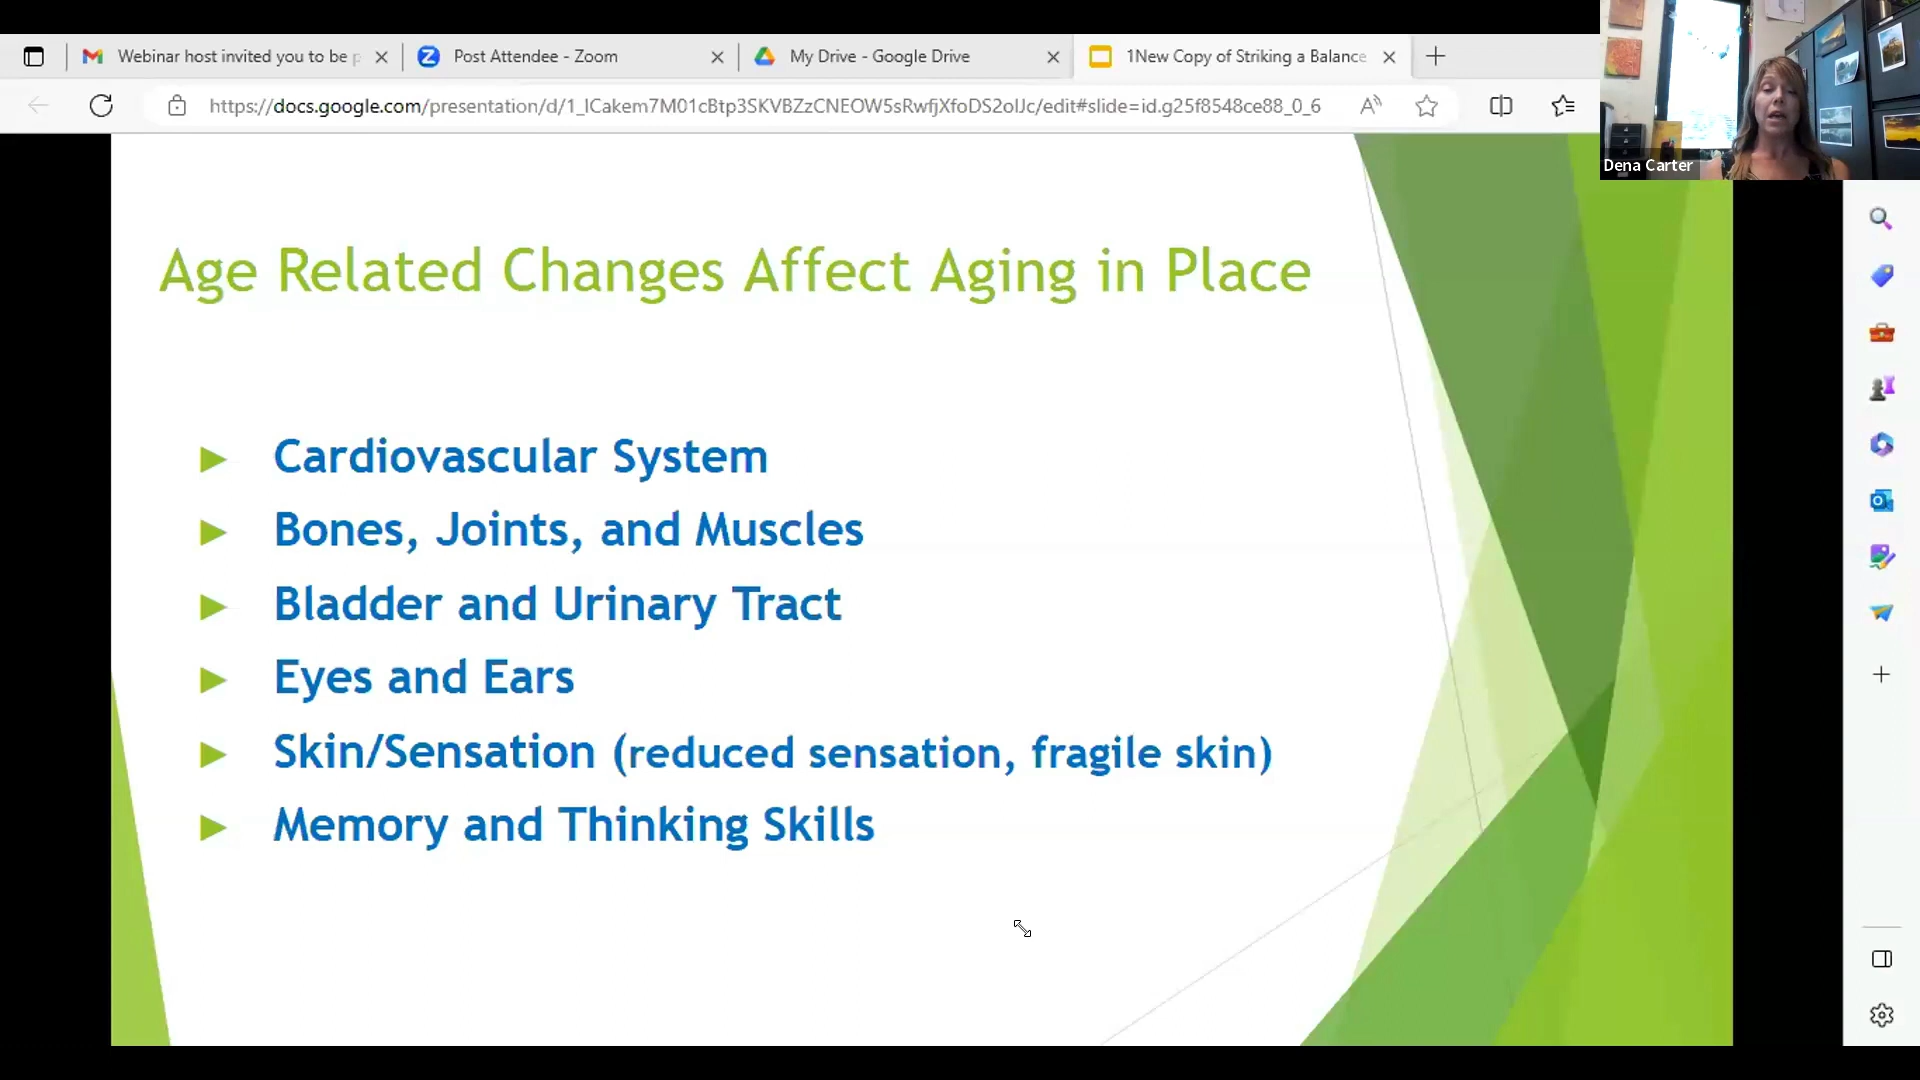 Webinar host invited you to be p
Post Attendee - Zoom
My Drive - Google Drive
1New Copy of Striking a Balance
https://docs.google.com/presentation/d/1_lCakem7M01cBtp3SKVBZzCNEOW5sRwfjXfoDS2olJc/edit#slide=id.g25f8548ce88_0_6
Dena Carter
Age Related Changes Affect Aging in Place
Cardiovascular System
Bones, Joints, and Muscles
Bladder and Urinary Tract
Eyes and Ears
Skin/Sensation (reduced sensation, fragile skin)
Memory and Thinking Skills